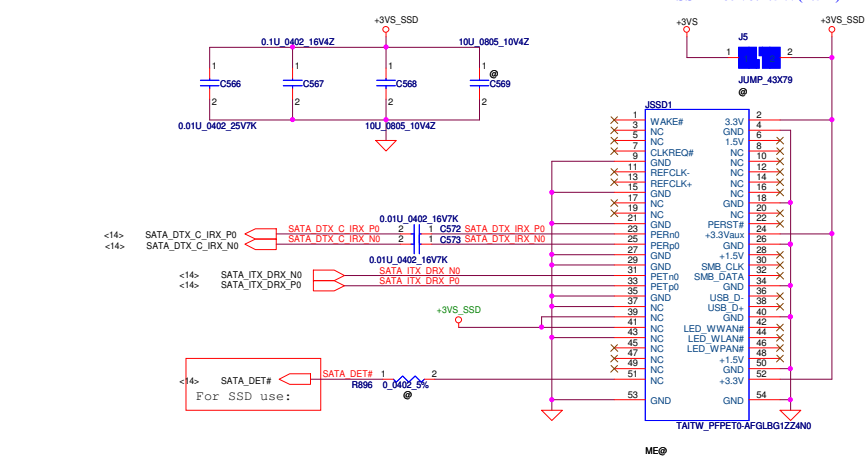 +3VS_SSD
0.1U_0402_16V4Z 10U_0805_10V4Z
1 1 1 1 @
C566 C567 C568 C569
2 2 2 2
0.01U_0402_25V7K 10U_0805_10V4Z
+3VS +3VS_SSD
J5
1 2
JUMP_43X79
@
JSSD1
1 WAKE# 3.3V 2
3 NC GND 4
5 NC 1.5V 6
7 CLKREQ# NC 8
9 GND NC 10
11 REFCLK- NC 12
13 REFCLK+ NC 14
15 GND NC 16
17 NC GND 18
19 NC NC 20
21 GND PERST# 22
23 PERn0 +3.3Vaux 24
25 PERp0 GND 26
27 GND +1.5V 28
29 GND SMB_CLK 30
31 PETn0 SMB_DATA 32
33 PETp0 GND 34
35 GND USB_D- 36
37 NC USB_D+ 38
39 NC GND 40
41 NC LED_WWAN# 42
43 NC LED_WLAN# 44
45 NC LED_WPAN# 46
47 NC +1.5V 48
49 NC GND 50
51 NC +3.3V 52
53 GND GND 54
TAITW_PFPET0-AFGLBG1ZZ4N0
ME@
0.01U_0402_16V7K
<14> SATA_DTX_C_IRX_P0 SATA_DTX_C_IRX_P0 2 1 C572 SATA_DTX_IRX_P0
<14> SATA_DTX_C_IRX_N0 SATA_DTX_C_IRX_N0 2 1 C573 SATA_DTX_IRX_N0
0.01U_0402_16V7K
<14> SATA_ITX_DRX_N0 SATA_ITX_DRX_N0
<14> SATA_ITX_DRX_P0 SATA_ITX_DRX_P0
+3VS_SSD
<14> SATA_DET# SATA_DET# 1 2
R896 0_0402_5%
@
For SSD use: